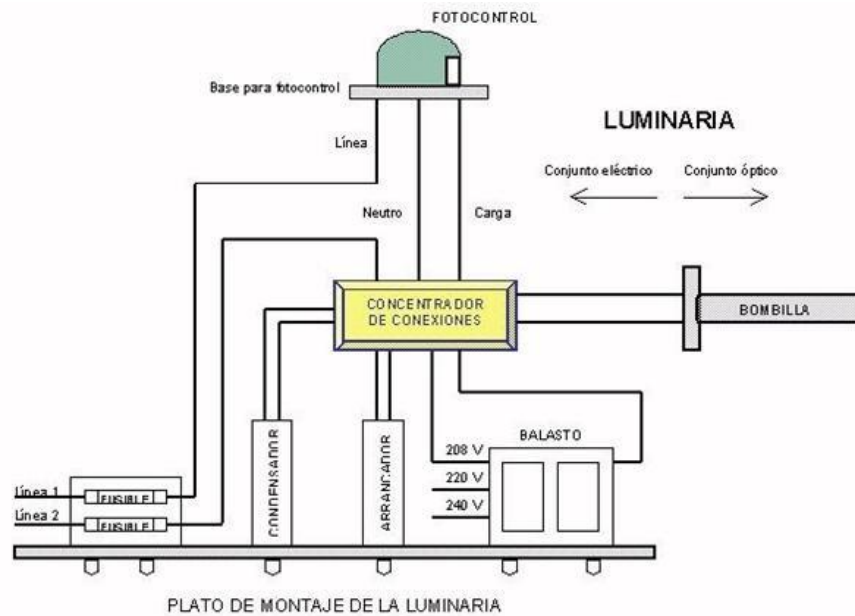 FOTOCONTROL
Base para fotocontrol
LUMINARIA
Línea
Conjunto eléctrico
Conjunto óptico
Neutro
Carga
CONCENTRADOR
DE CONEXIONES
BOMBILLA
BALASTO
208 V
220 V
240 V
CONDENSADOR
ARRANCADOR
Línea 1
FUSIBLE
Línea 2
FUSIBLE
PLATO DE MONTAJE DE LA LUMINARIA